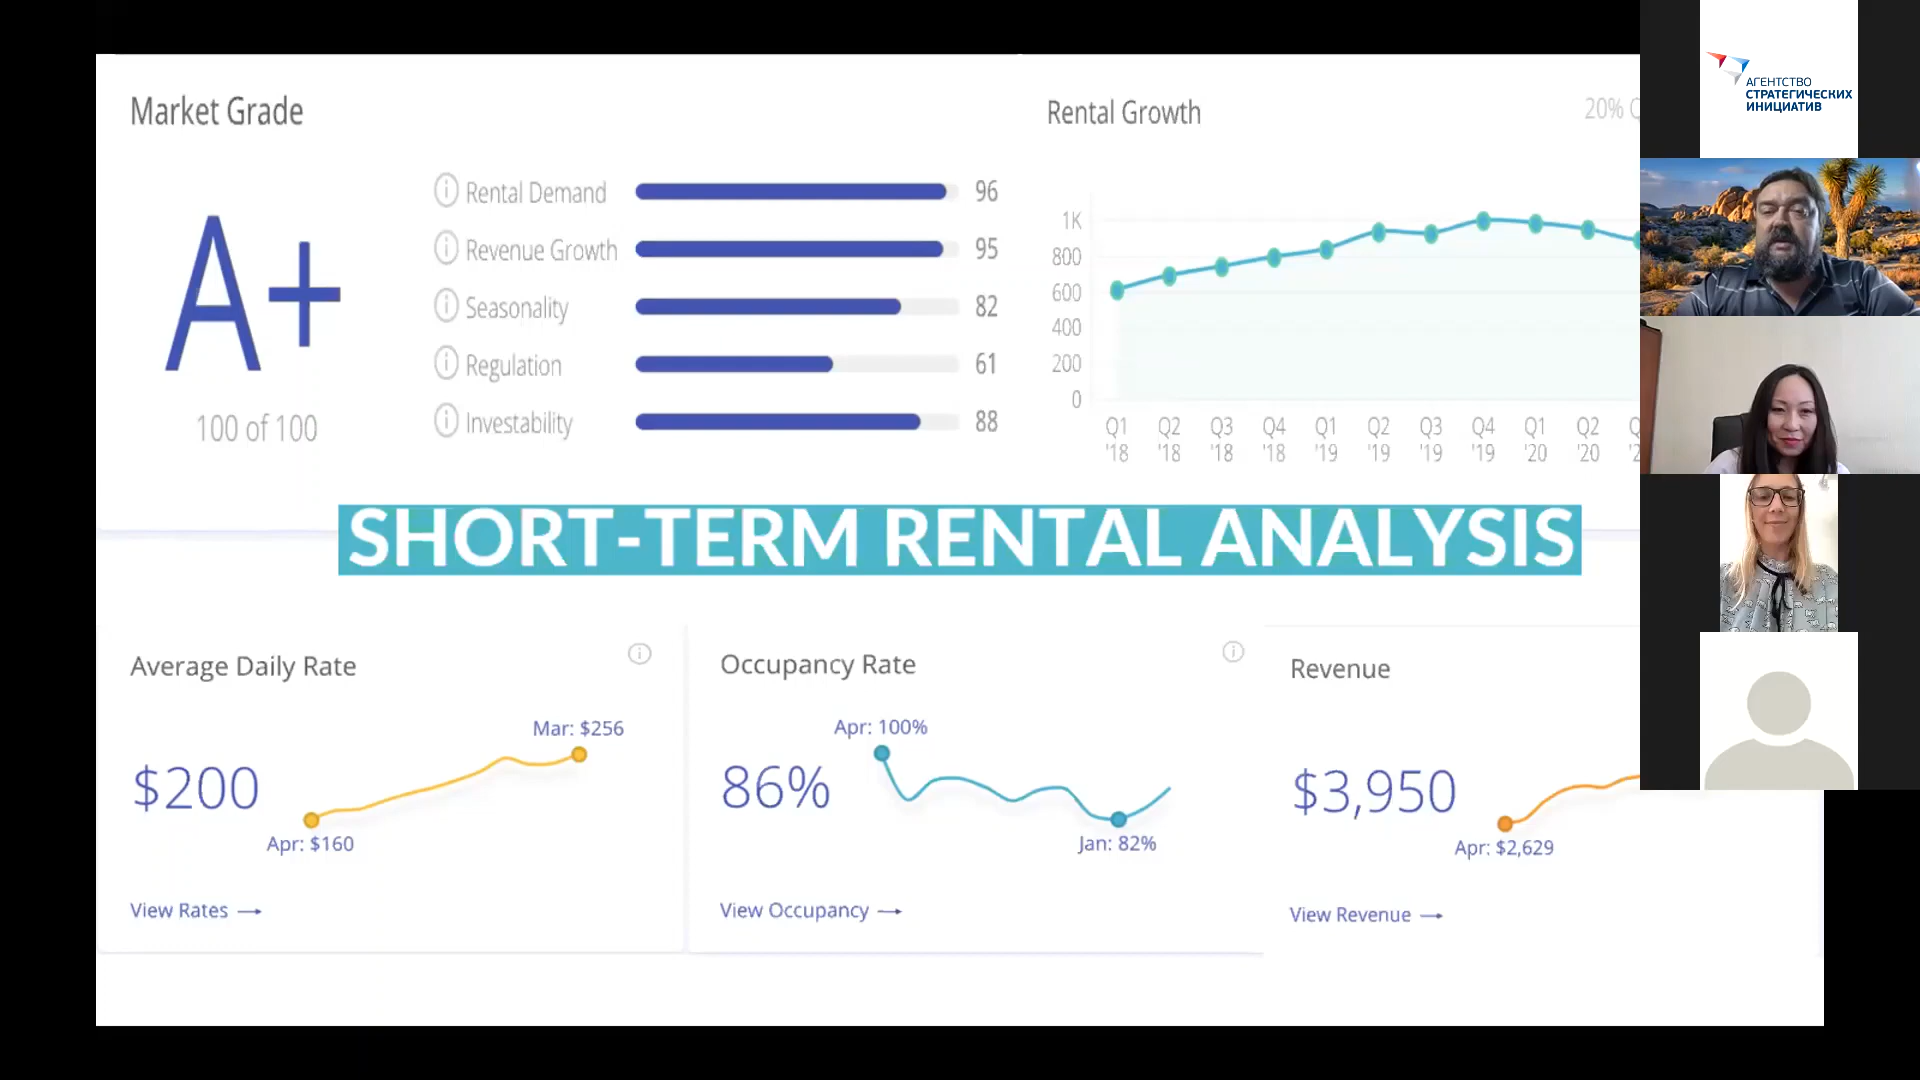 Market Grade
A+
100 of 100
Rental Demand 96
Revenue Growth 95
Seasonality 82
Regulation 61
Investability 88
Rental Growth
20%
1K
800
600
400
200
0
Q1 Q2 Q3 Q4 Q1 Q2 Q3 Q4 Q1 Q2
'18 '18 '18 '18 '19 '19 '19 '19 '20 '20
АГЕНТСТВО
СТРАТЕГИЧЕСКИХ
ИНИЦИАТИВ
SHORT-TERM RENTAL ANALYSIS
Average Daily Rate
Mar: $256
$200
Apr: $160
View Rates →
Occupancy Rate
Apr: 100%
86%
Jan: 82%
View Occupancy →
Revenue
$3,950
Apr: $2,629
View Revenue →